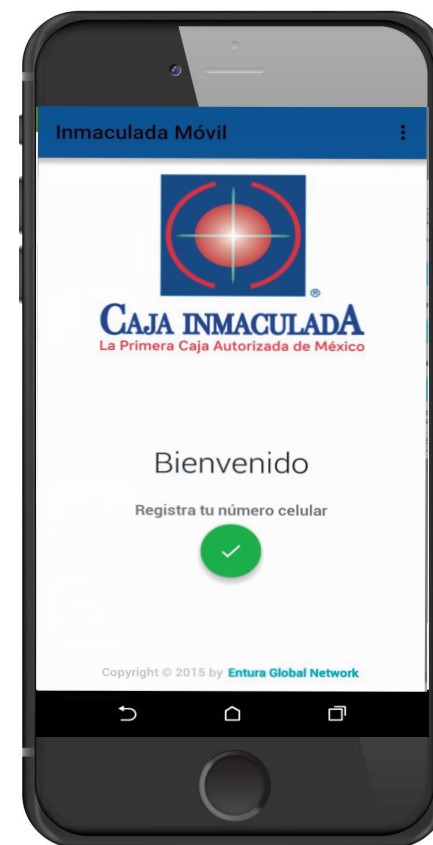 Inmaculada Móvil
®
CAJA INMACULADA
La Primera Caja Autorizada de México
Bienvenido
Registra tu número celular
Copyright © 2015 by Entura Global Network